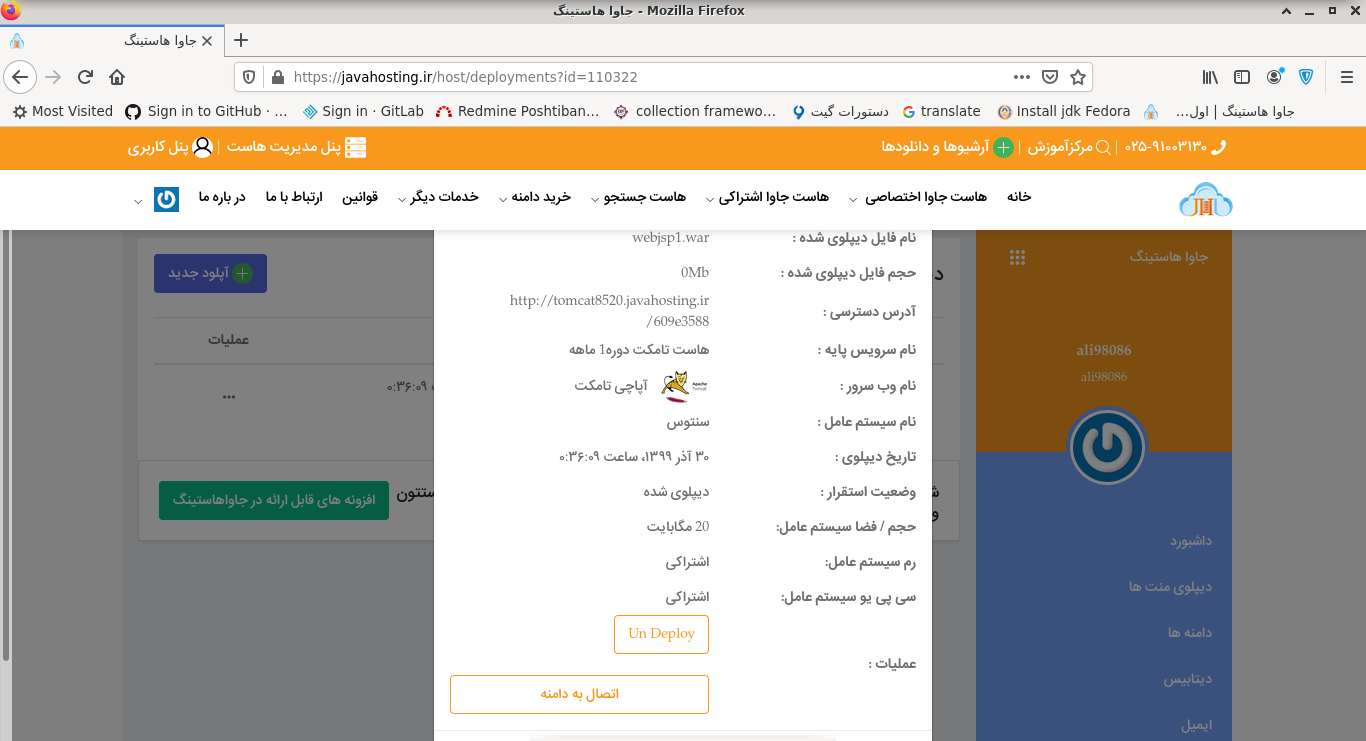 جاوا هاستینگ - Mozilla Firefox
جاوا هاستینگ
https://javahosting.ir/host/deployments?id=110322
Most Visited
Sign in to GitHub · …
Sign in · GitLab
Redmine Poshtiban…
collection framewo…
دستورات گیت
translate
Install jdk Fedora
جاوا هاستینگ | اول…
۰۲۵-۹۱۰۰۳۱۳۰ | مرکزآموزش | آرشیوها و دانلودها
پنل مدیریت هاست | پنل کاربری
خانه
هاست جاوا اختصاصی
هاست جاوا اشتراکی
هاست جستجو
خرید دامنه
خدمات دیگر
قوانین
ارتباط با ما
در باره ما
جاوا هاستینگ
ali98086
ali98086
داشبورد
دیپلوی منت ها
دامنه ها
دیتابیس
ایمیل
نام فایل دیپلوی شده : webjsp1.war
حجم فایل دیپلوی شده : 0Mb
آدرس دسترسی : http://tomcat8520.javahosting.ir
/609e3588
نام سرویس پایه : هاست تامکت دوره1 ماهه
نام وب سرور : Apache Tomcat آپاچی تامکت
نام سیستم عامل : سنتوس
تاریخ دیپلوی : ۳۰ آذر ۱۳۹۹، ساعت ۰:۳۶:۰۹
وضعیت استقرار : دیپلوی شده
حجم / فضا سیستم عامل: 20 مگابایت
رم سیستم عامل: اشتراکی
سی پی یو سیستم عامل: اشتراکی
عملیات :
Un Deploy
اتصال به دامنه
آپلود جدید
عملیات
۰:۳۶:۰۹
...
افزونه های قابل ارائه در جاواهاستینگ